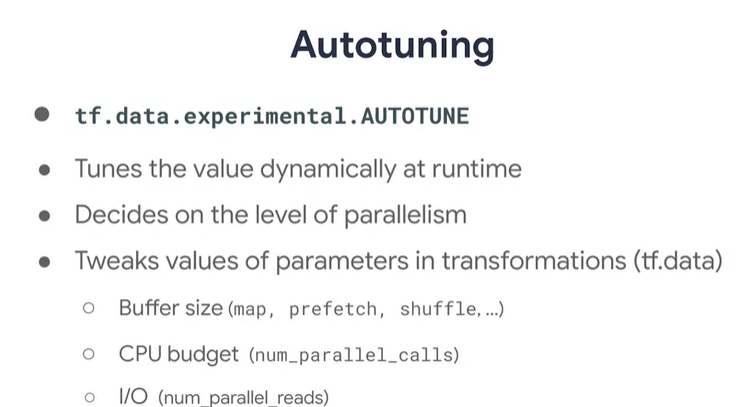 Autotuning
● tf.data.experimental.AUTOTUNE
● Tunes the value dynamically at runtime
● Decides on the level of parallelism
● Tweaks values of parameters in transformations (tf.data)
○ Buffer size (map, prefetch, shuffle, ...)
○ CPU budget (num_parallel_calls)
○ I/O (num_parallel_reads)